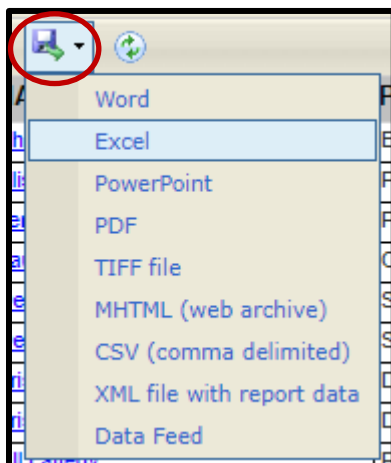 Word
Excel
PowerPoint
PDF
TIFF file
MHTML (web archive)
CSV (comma delimited)
XML file with report data
Data Feed